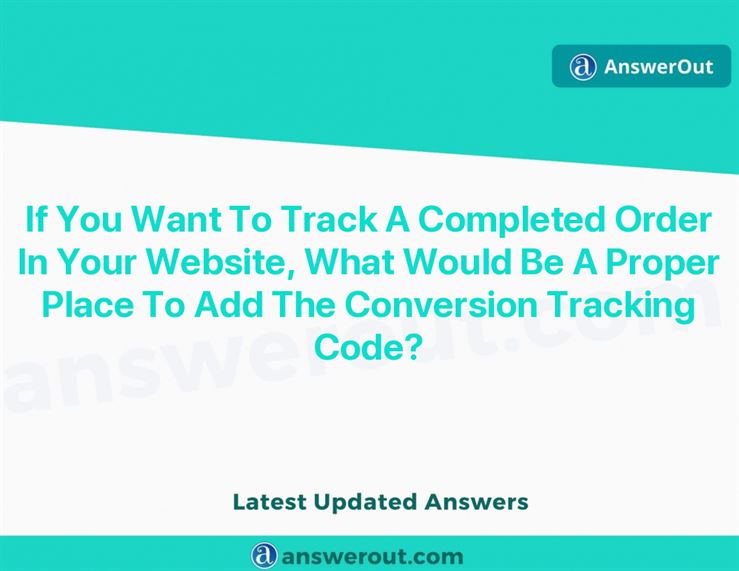 AnswerOut
If You Want To Track A Completed Order
In Your Website, What Would Be A Proper
Place To Add The Conversion Tracking
Code?
answerout.com
Latest Updated Answers
answerout.com